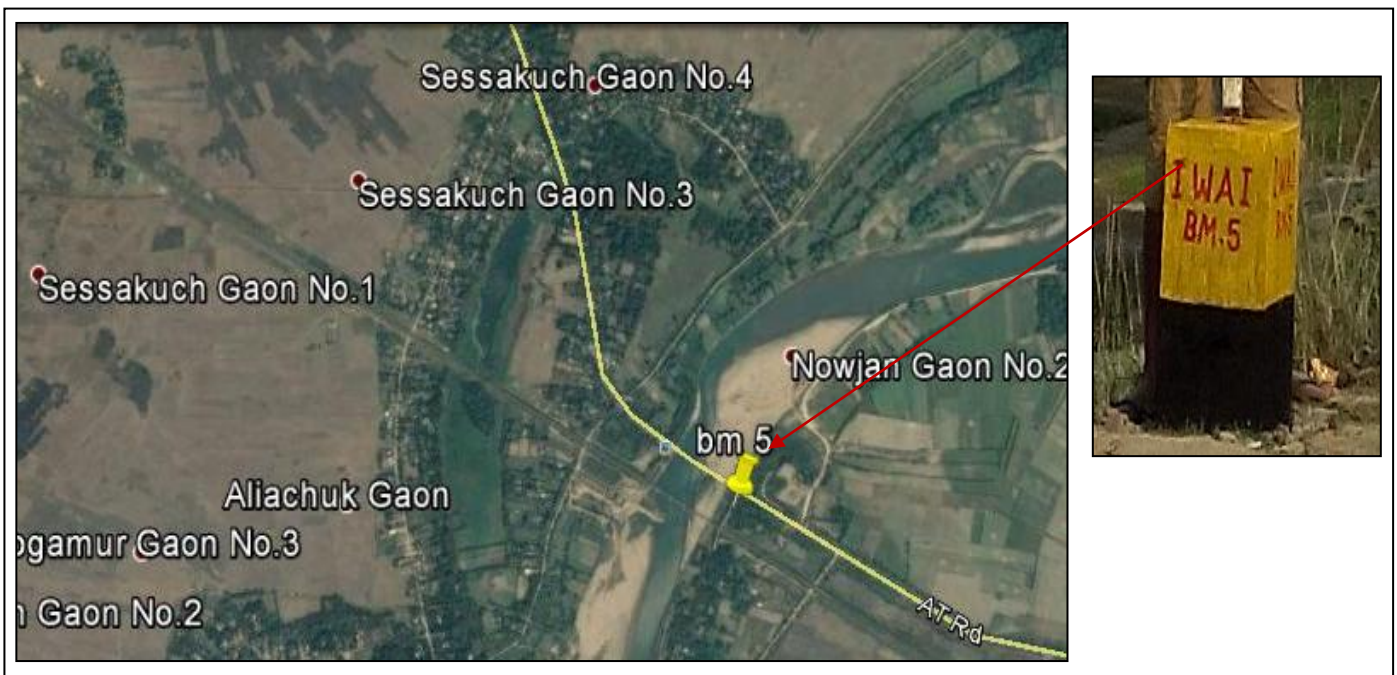 Sessakuch Gaon No.4
Sessakuch Gaon No.3
Sessakuch Gaon No.1
Nowjan Gaon No.2
bm 5
Aliachuk Gaon
ogamur Gaon No.3
n Gaon No.2
AT Rd
I WAI
BM.5